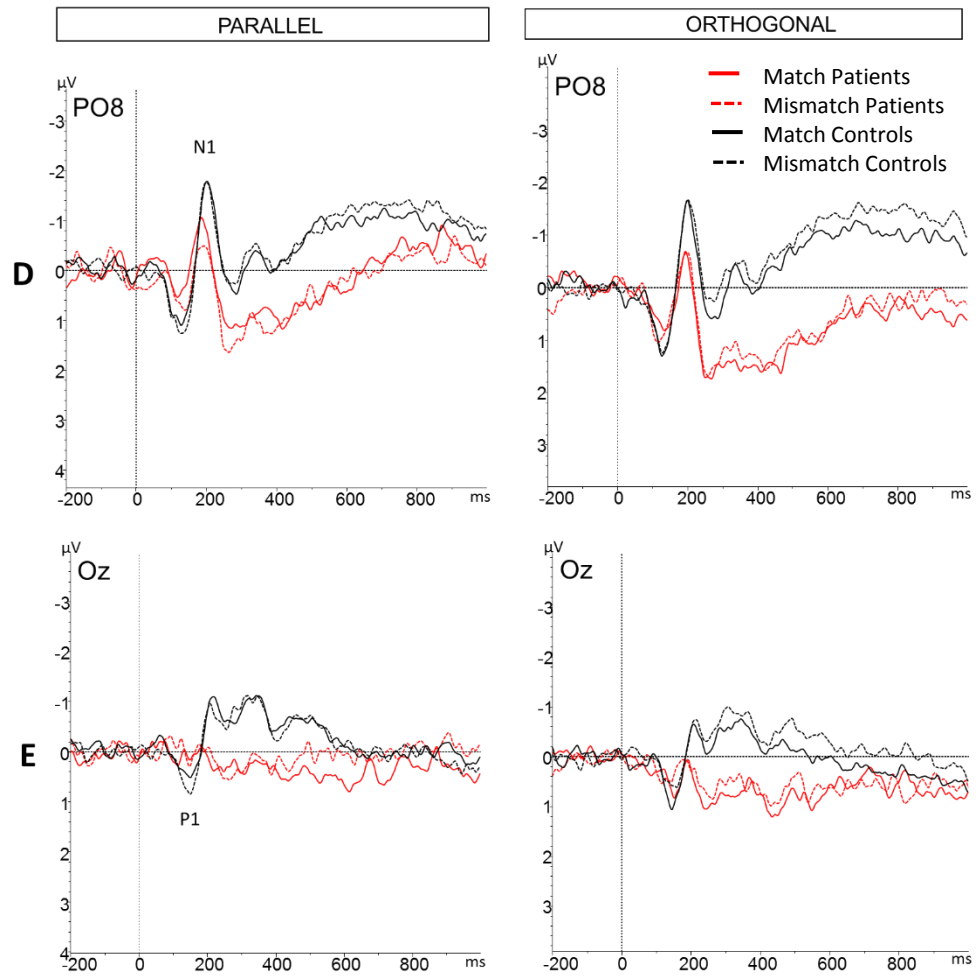 PARALLEL
ORTHOGONAL
µV
PO8
-3
-2
-1
0
1
2
3
4
N1
D
-200 0 200 400 600 800 ms
µV
PO8
-3
-2
-1
0
1
2
3
-200 0 200 400 600 800 ms
Match Patients
Mismatch Patients
Match Controls
Mismatch Controls
µV
Oz
-3
-2
-1
0
1
2
3
4
P1
E
-200 0 200 400 600 800 ms
µV
Oz
-3
-2
-1
0
1
2
3
-200 0 200 400 600 800 ms